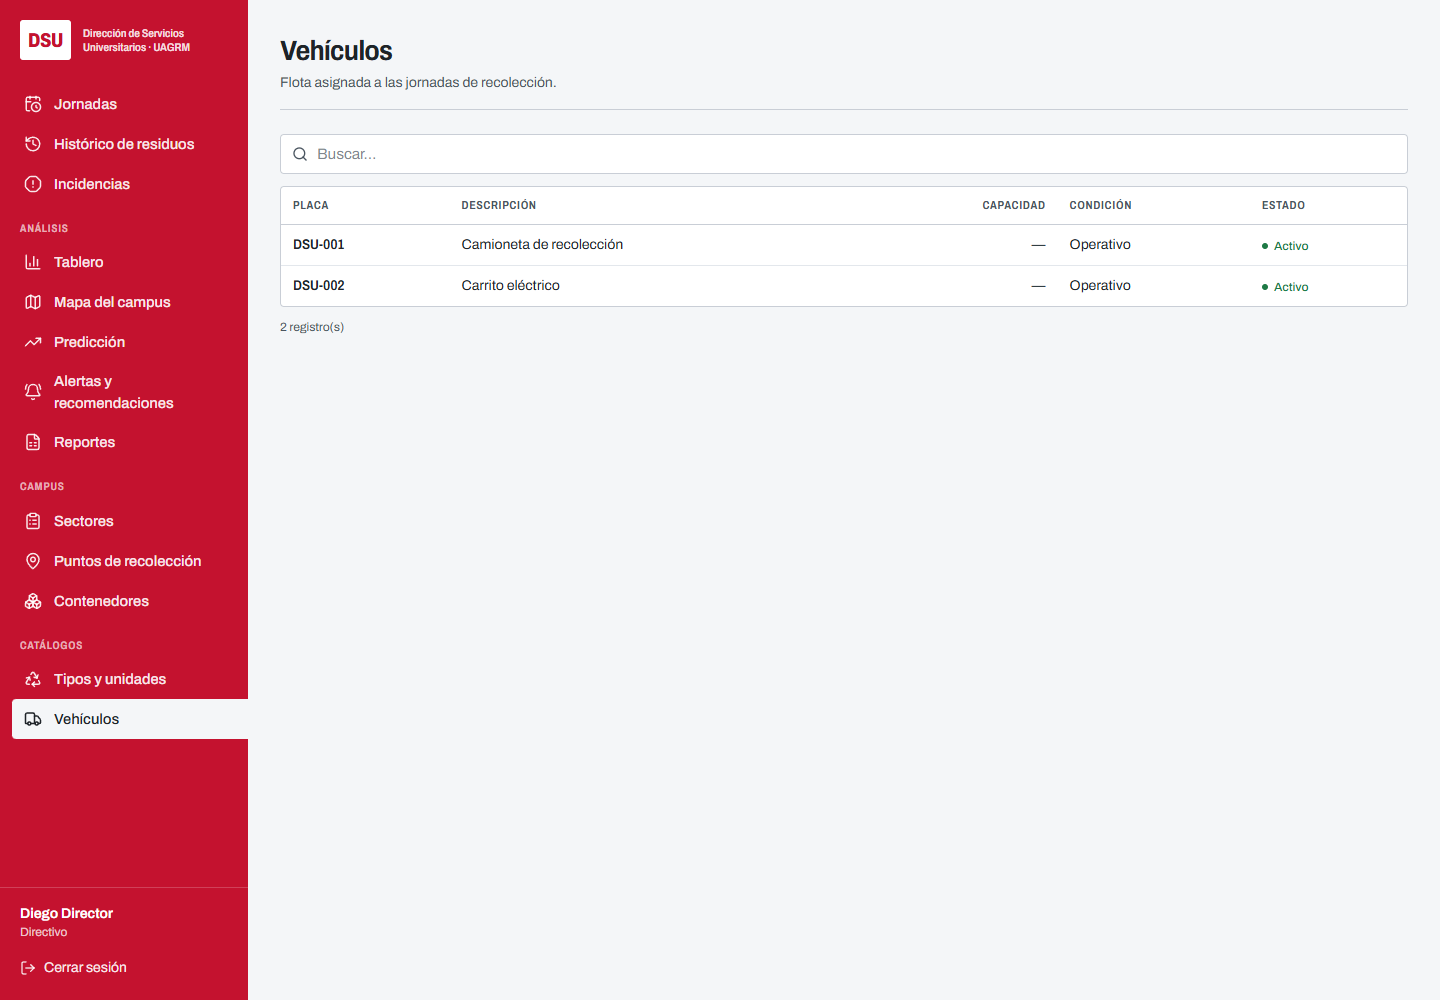 DSU
Dirección de Servicios
Universitarios · UAGRM
Jornadas
Histórico de residuos
Incidencias
ANÁLISIS
Tablero
Mapa del campus
Predicción
Alertas y
recomendaciones
Reportes
CAMPUS
Sectores
Puntos de recolección
Contenedores
CATÁLOGOS
Tipos y unidades
Vehículos
Diego Director
Directivo
Cerrar sesión
Vehículos
Flota asignada a las jornadas de recolección.
Buscar...
PLACA DESCRIPCIÓN CAPACIDAD CONDICIÓN ESTADO
DSU-001 Camioneta de recolección — Operativo Activo
DSU-002 Carrito eléctrico — Operativo Activo
2 registro(s)